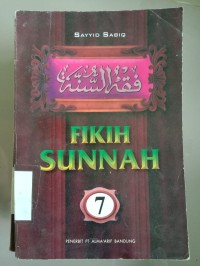 SAYYID SABIQ
فقه السنة
FIKIH
SUNNAH
7
PENERBIT PT ALMA'ARIF BANDUNG